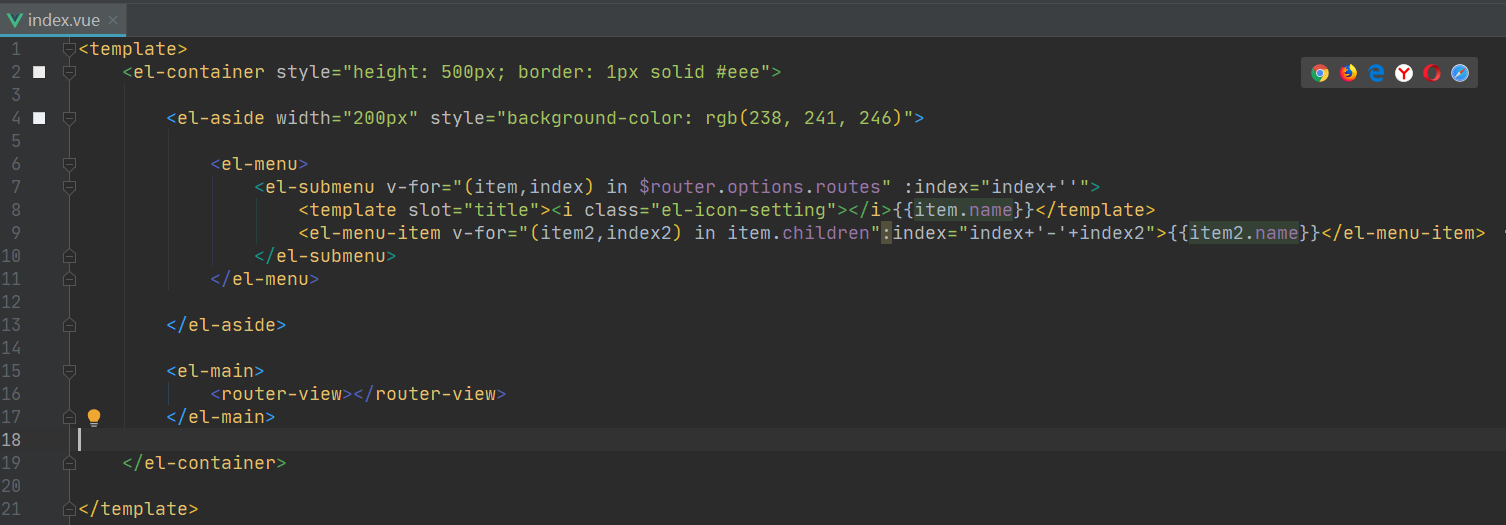 index.vue
1 <template>
2 <el-container style="height: 500px; border: 1px solid #eee">
3
4 <el-aside width="200px" style="background-color: rgb(238, 241, 246)">
5
6 <el-menu>
7 <el-submenu v-for="(item,index) in $router.options.routes" :index="index+''">
8 <template slot="title"><i class="el-icon-setting"></i>{{item.name}}</template>
9 <el-menu-item v-for="(item2,index2) in item.children":index="index+'-'+index2">{{item2.name}}</el-menu-item>
10 </el-submenu>
11 </el-menu>
12
13 </el-aside>
14
15 <el-main>
16 <router-view></router-view>
17 </el-main>
18
19 </el-container>
20
21 </template>